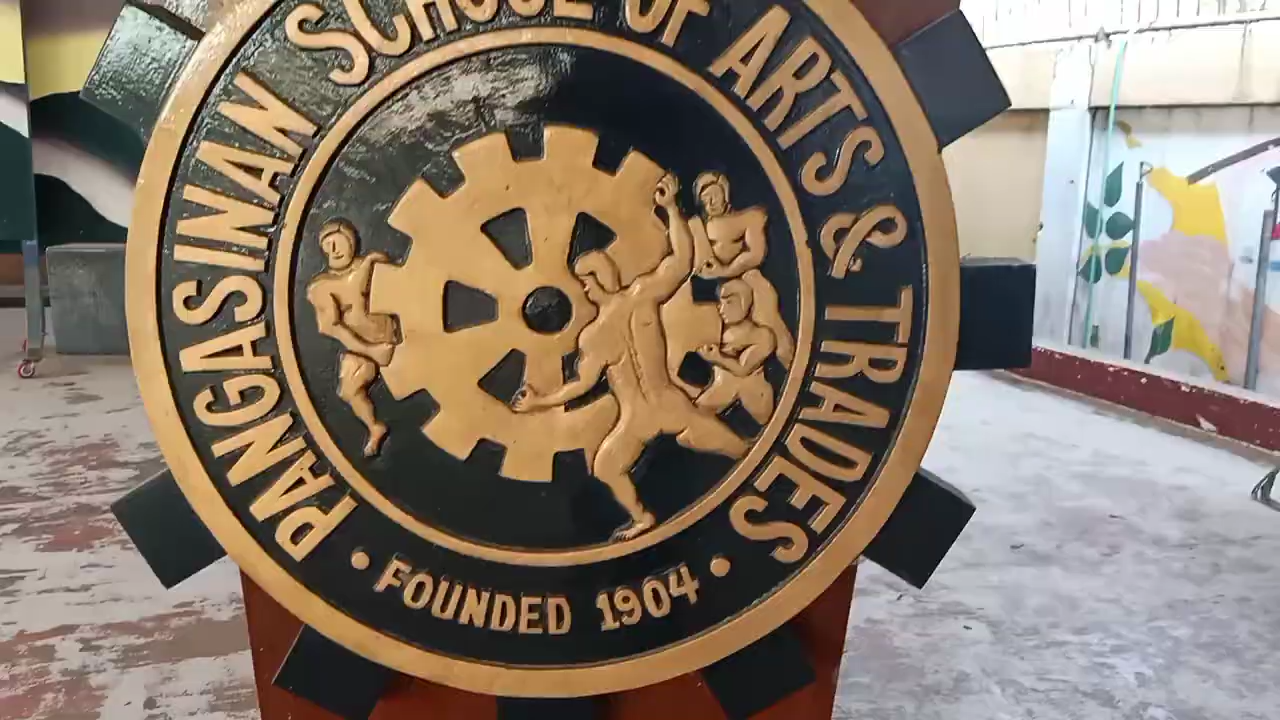 PANGASINAN SCHOOL OF ARTS & TRADES
• FOUNDED 1904 •